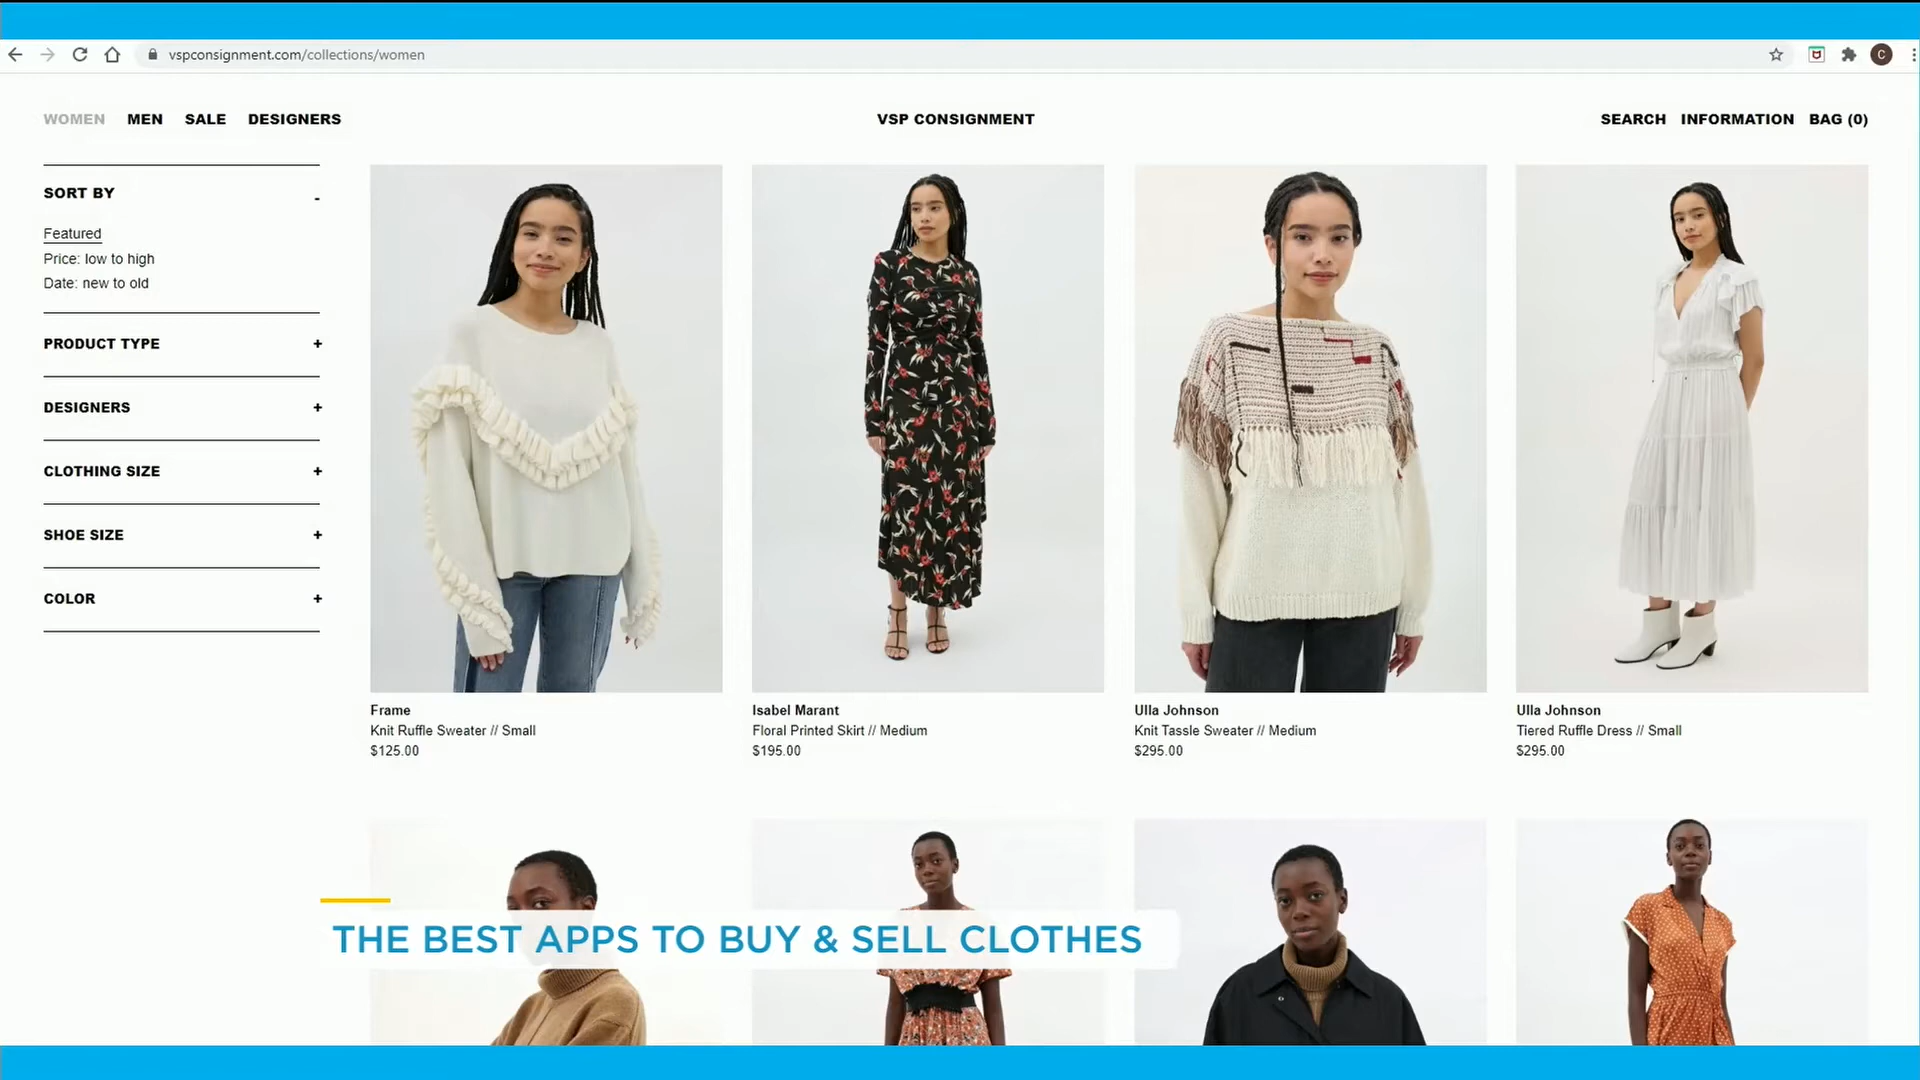 vspconsignment.com/collections/women
C
WOMEN MEN SALE DESIGNERS
VSP CONSIGNMENT
SEARCH INFORMATION BAG (0)
SORT BY -
Featured
Price: low to high
Date: new to old
PRODUCT TYPE +
DESIGNERS +
CLOTHING SIZE +
SHOE SIZE +
COLOR +
Frame
Knit Ruffle Sweater // Small
$125.00
Isabel Marant
Floral Printed Skirt // Medium
$195.00
Ulla Johnson
Knit Tassle Sweater // Medium
$295.00
Ulla Johnson
Tiered Ruffle Dress // Small
$295.00
THE BEST APPS TO BUY & SELL CLOTHES